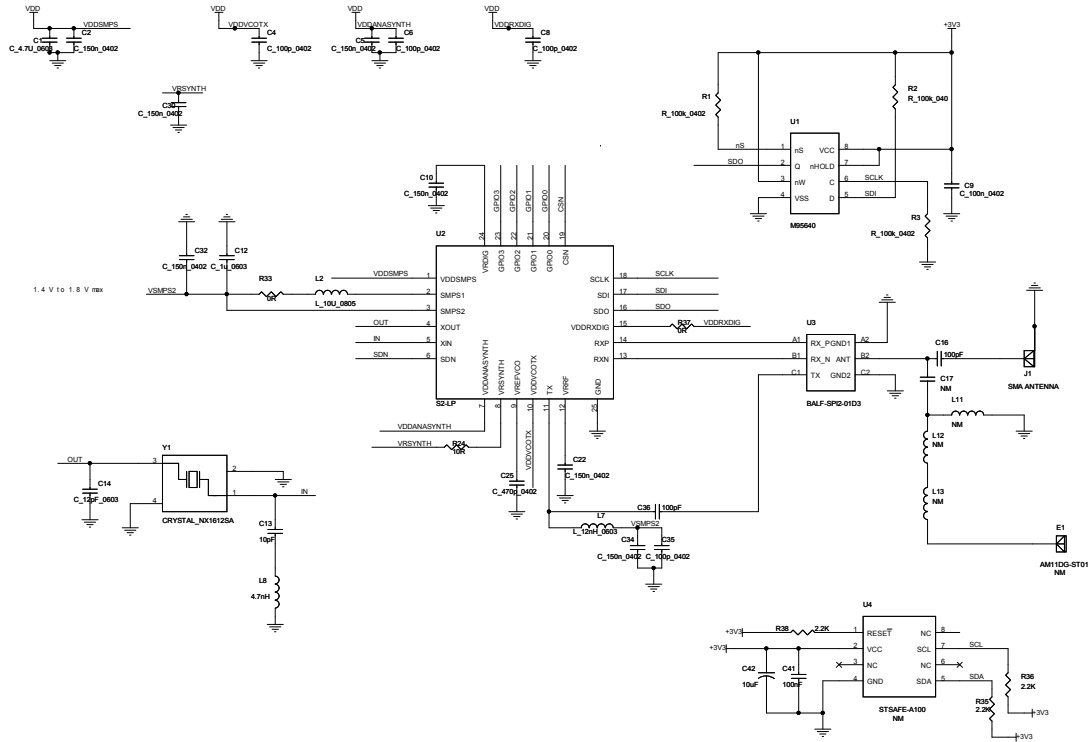 VDD
VDDSMPS
C1
C_4.7U_0603
C2
C_150n_0402
VDD
VDDVCOTX
C4
C_100p_0402
VDD
VDDANASYNTH
C5
C_150n_0402
C6
C_100p_0402
VDD
VDDRXDIG
C8
C_100p_0402
VRSYNTH
C30
C_150n_0402
+3V3
R1
R_100k_0402
R2
R_100k_040
U1
nS
SDO
1 nS
2 Q
3 nW
4 VSS
VCC 8
nHOLD 7
C 6
D 5
SCLK
SDI
M95640
C9
C_100n_0402
R3
R_100k_0402
C10
C_150n_0402
GPIO3
GPIO2
GPIO1
GPIO0
CSN
U2
24 VRDIG
23 GPIO3
22 GPIO2
21 GPIO1
20 GPIO0
19 CSN
C32
C_150n_0402
C12
C_1u_0603
1.4 V to 1.8 V max
VSMPS2
R33
0R
L2
L_10U_0805
VDDSMPS
OUT
IN
SDN
1 VDDSMPS
2 SMPS1
3 SMPS2
4 XOUT
5 XIN
6 SDN
SCLK 18
SDI 17
SDO 16
VDDRXDIG 15
RXP 14
RXN 13
SCLK
SDI
SDO
R37
0R
VDDRXDIG
S2-LP
7 VDDANASYNTH
8 VRSYNTH
9 VREFVCO
10 VDDVCOTX
11 TX
12 VRRF
25 GND
VDDANASYNTH
VRSYNTH
R24
10R
C25
C_470p_0402
VDDVCOTX
C22
C_150n_0402
U3
A1 RX_P
B1 RX_N
C1 TX
GND1 A2
ANT B2
GND2 C2
BALF-SPI2-01D3
C16
100pF
J1
SMA ANTENNA
C17
NM
L11
NM
L12
NM
L13
NM
E1
AM11DG-ST01
NM
OUT
C14
C_12pF_0603
Y1
3
4
2
1
IN
CRYSTAL_NX1612SA
C13
10pF
L8
4.7nH
C36
100pF
L7
L_12nH_0603
VSMPS2
C34
C_150n_0402
C35
C_100p_0402
U4
+3V3
R38
2.2K
+3V3
C42
10uF
C41
100nF
1 RESET
2 VCC
3 NC
4 GND
NC 8
SCL 7
NC 6
SDA 5
SCL
SDA
STSAFE-A100
NM
R36
2.2K
R35
2.2K
+3V3
+3V3